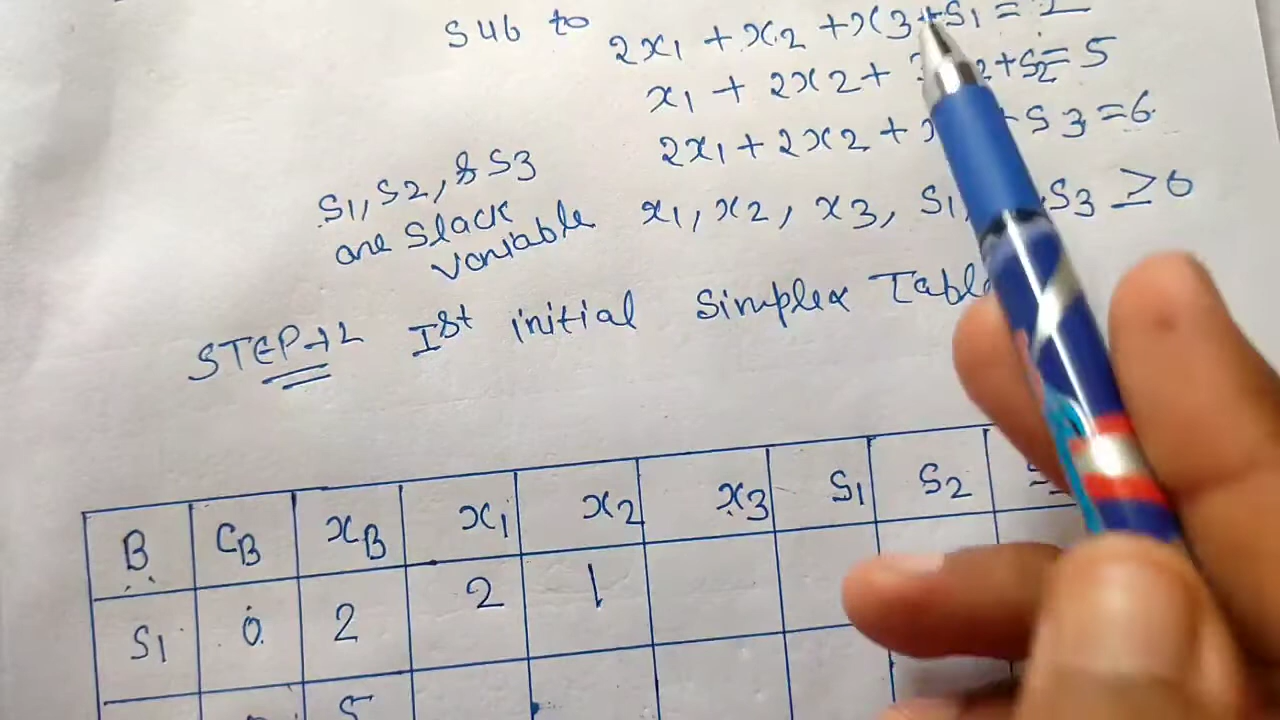 Sub to 2x1 + x2 + x3 + S1 = 2
x1 + 2x2 + +S2 = 5
2x1 + 2x2 + x +S3 = 6
S1, S2, & S3
are Slack
variable
x1, x2, x3, S1, S3 ≥ 0
STEP-2 Ist initial Simplex Table
B CB xB x1 x2 x3 S1 S2
S1 0 2 2 1
5